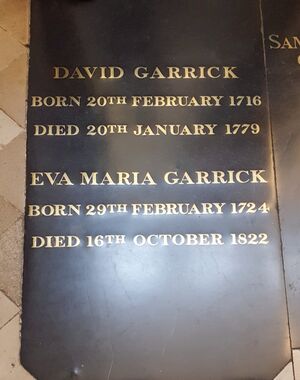 DAVID GARRICK
BORN 20TH FEBRUARY 1716
DIED 20TH JANUARY 1779
EVA MARIA GARRICK
BORN 29TH FEBRUARY 1724
DIED 16TH OCTOBER 1822